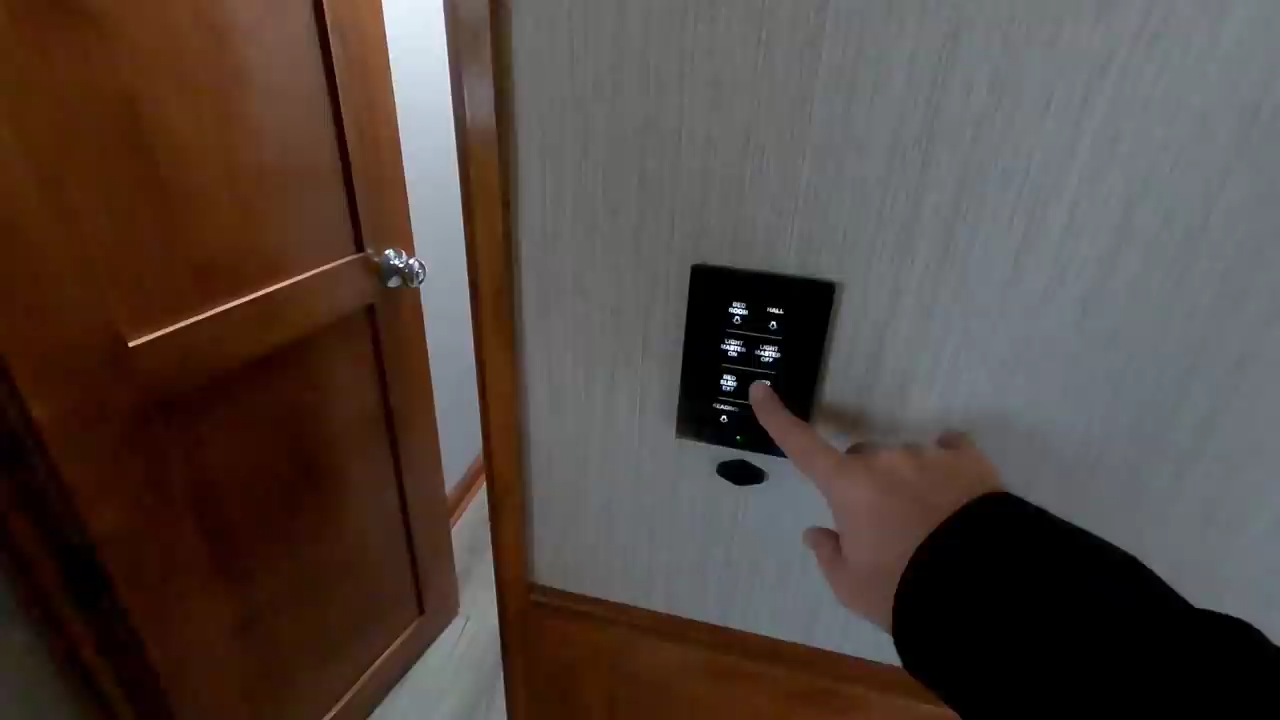 BED
ROOM
HALL
LIGHT
MASTER
ON
LIGHT
MASTER
OFF
BED
SLIDE
EXT
READING